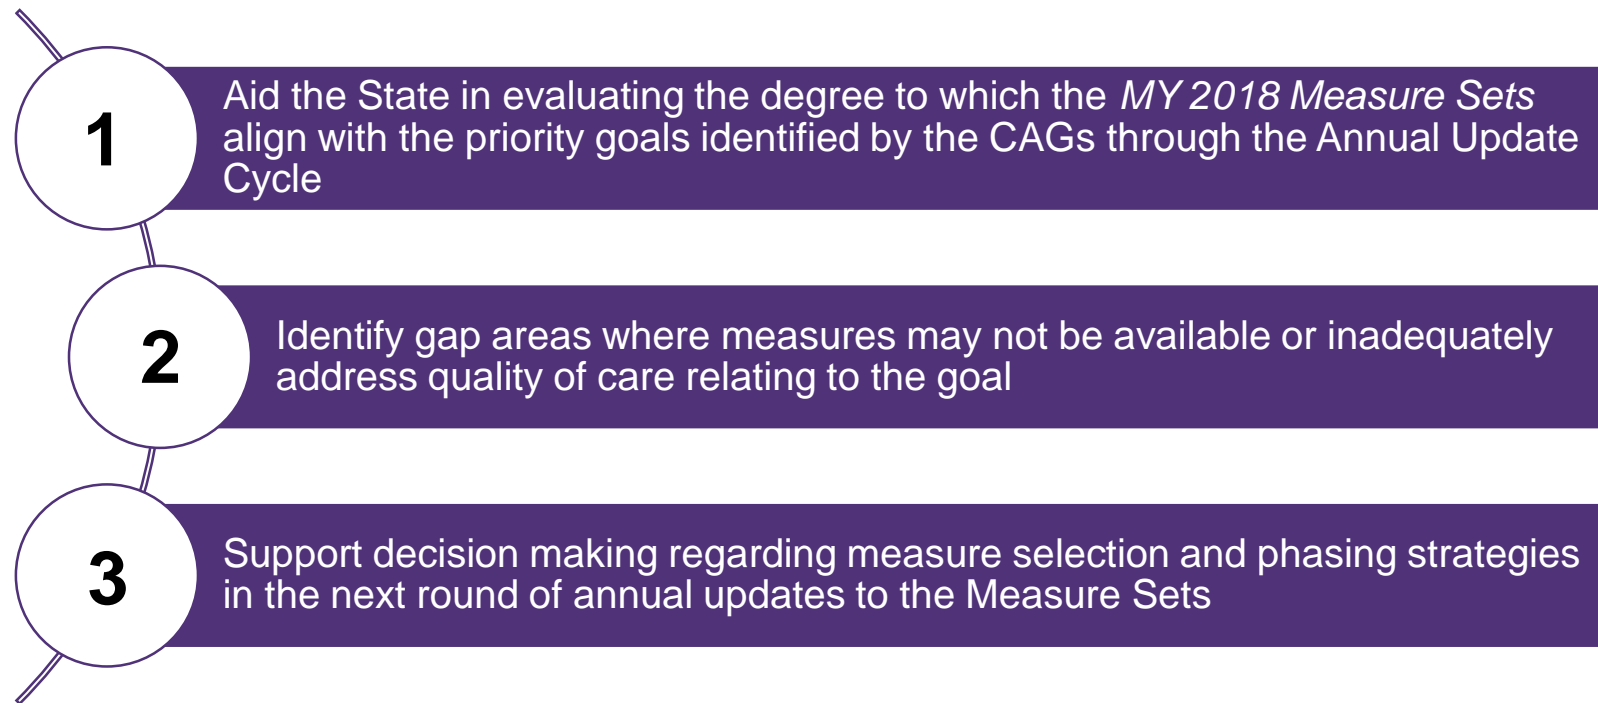 1
Aid the State in evaluating the degree to which the MY 2018 Measure Sets
align with the priority goals identified by the CAGs through the Annual Update
Cycle
2
Identify gap areas where measures may not be available or inadequately
address quality of care relating to the goal
3
Support decision making regarding measure selection and phasing strategies
in the next round of annual updates to the Measure Sets